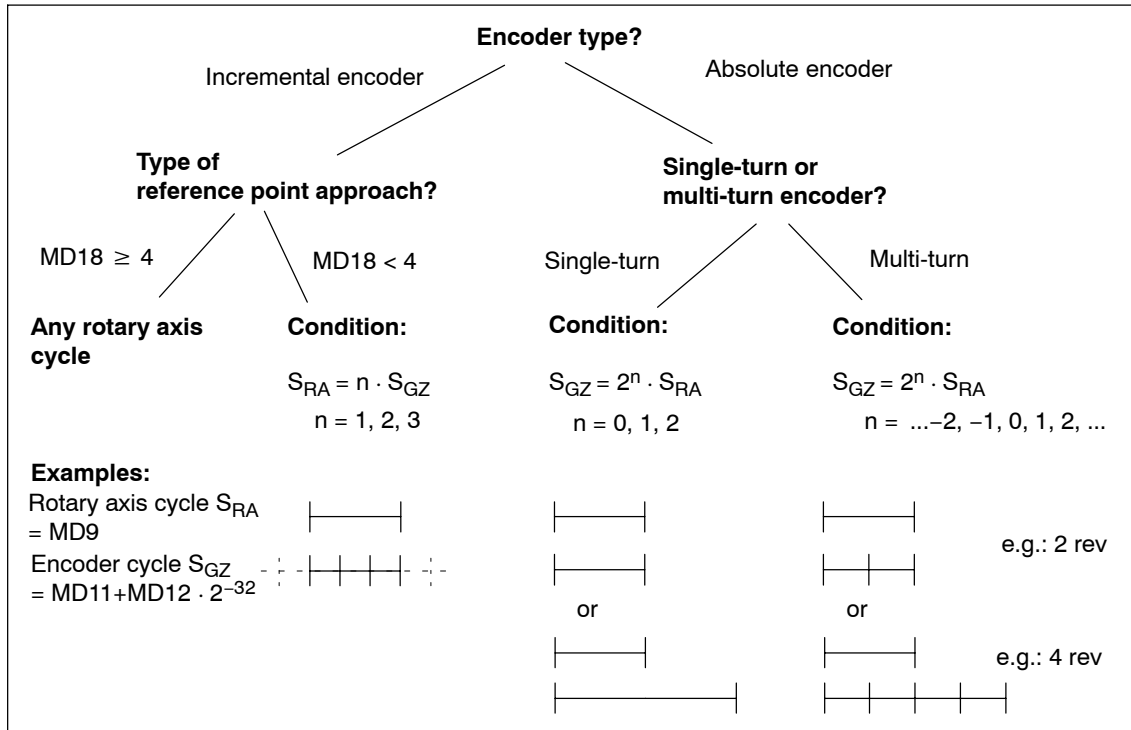 Encoder type?
Incremental encoder
Absolute encoder
Type of
reference point approach?
Single-turn or
multi-turn encoder?
MD18 ≥ 4
MD18 < 4
Single-turn
Multi-turn
Any rotary axis
cycle
Condition:
S_RA = n · S_GZ
n = 1, 2, 3
Condition:
S_GZ = 2^n · S_RA
n = 0, 1, 2
Condition:
S_GZ = 2^n · S_RA
n = ...−2, −1, 0, 1, 2, ...
Examples:
Rotary axis cycle S_RA
= MD9
Encoder cycle S_GZ
= MD11+MD12 · 2^−32
e.g.: 2 rev
or
or
e.g.: 4 rev